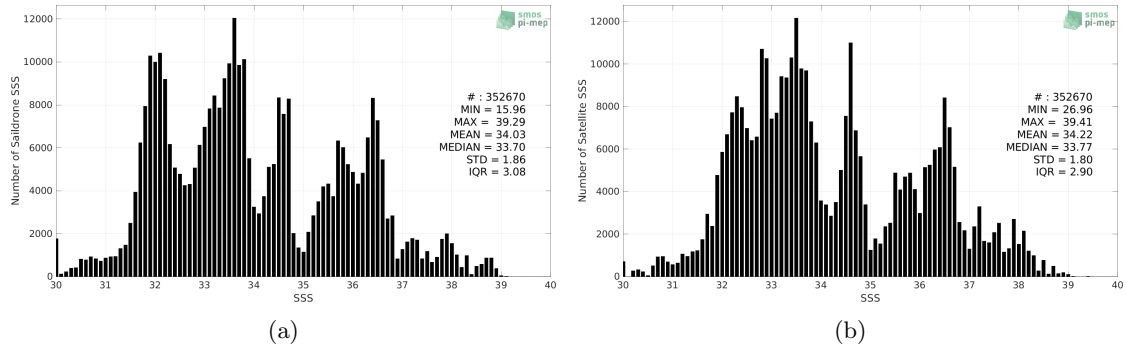 smos
pi-mep
12000
10000
8000
6000
4000
2000
0
Number of Saildrone SSS
# : 352670
MIN = 15.96
MAX = 39.29
MEAN = 34.03
MEDIAN = 33.70
STD = 1.86
IQR = 3.08
30 31 32 33 34 35 36 37 38 39 40
SSS
(a)
smos
pi-mep
12000
10000
8000
6000
4000
2000
0
Number of Satellite SSS
# : 352670
MIN = 26.96
MAX = 39.41
MEAN = 34.22
MEDIAN = 33.77
STD = 1.80
IQR = 2.90
30 31 32 33 34 35 36 37 38 39 40
SSS
(b)